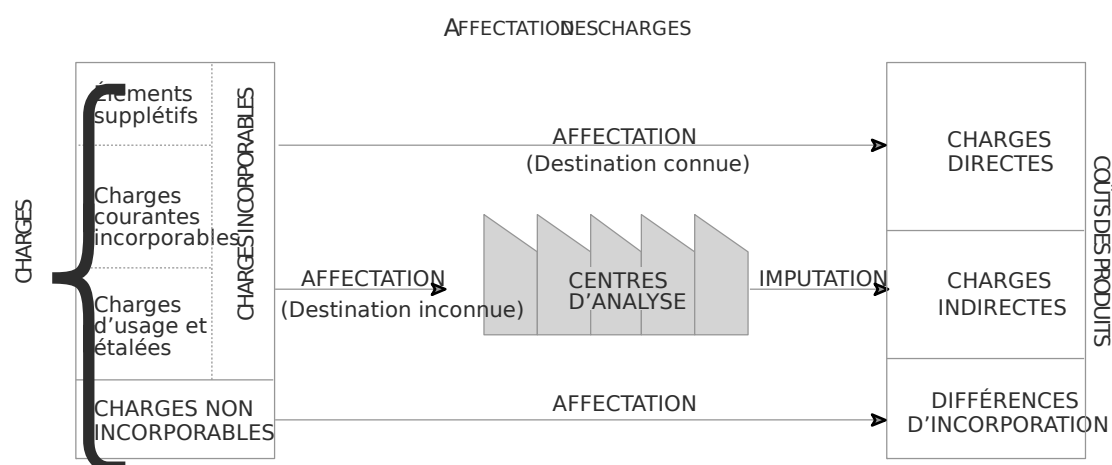 AFFECTATION DES CHARGES
CHARGES
Éléments
supplétifs
Charges
courantes
incorporables
Charges
d’usage et
étalées
CHARGES INCORPORABLES
CHARGES NON
INCORPORABLES
AFFECTATION
(Destination connue)
AFFECTATION
(Destination inconnue)
CENTRES
D’ANALYSE
IMPUTATION
AFFECTATION
CHARGES
DIRECTES
CHARGES
INDIRECTES
DIFFÉRENCES
D’INCORPORATION
COÛTS DES PRODUITS